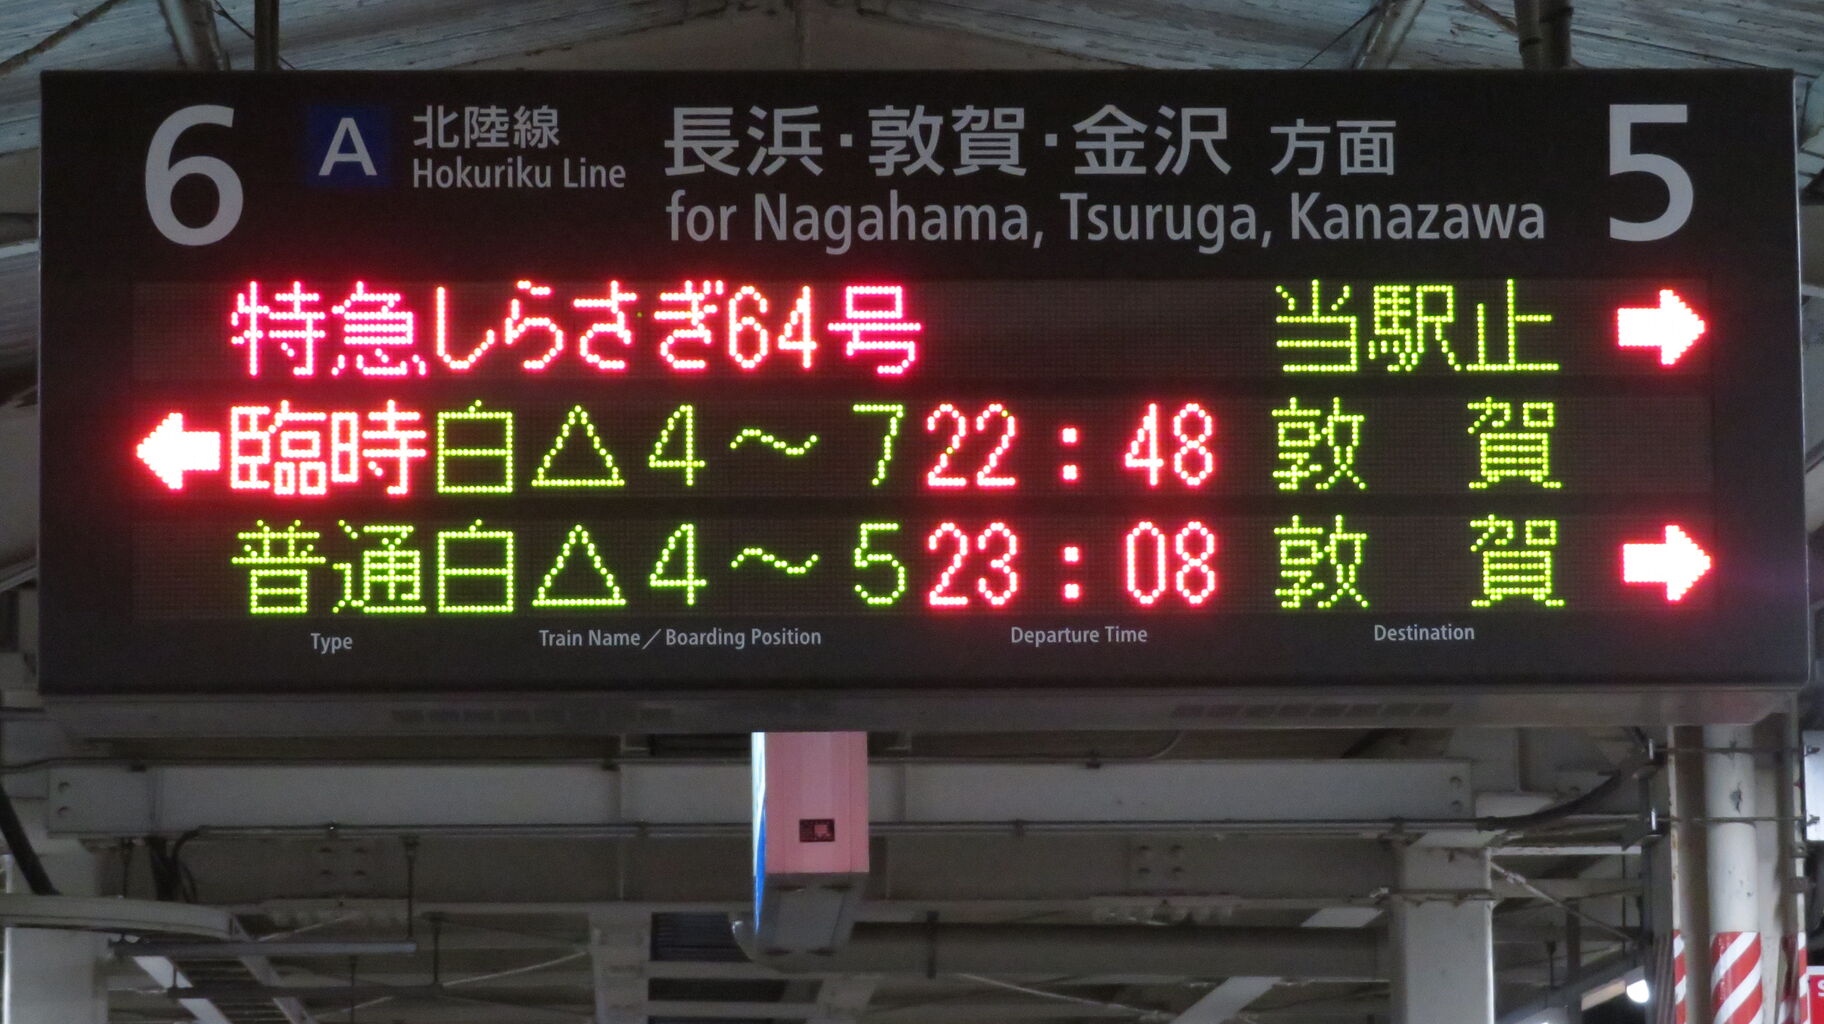 6 A 北陸線 長浜・敦賀・金沢 方面 5
Hokuriku Line for Nagahama, Tsuruga, Kanazawa
特急しらさぎ64号 当駅止 →
← 臨時 白△4～7 22:48 敦賀
普通 白△4～5 23:08 敦賀 →
Type Train Name／Boarding Position Departure Time Destination